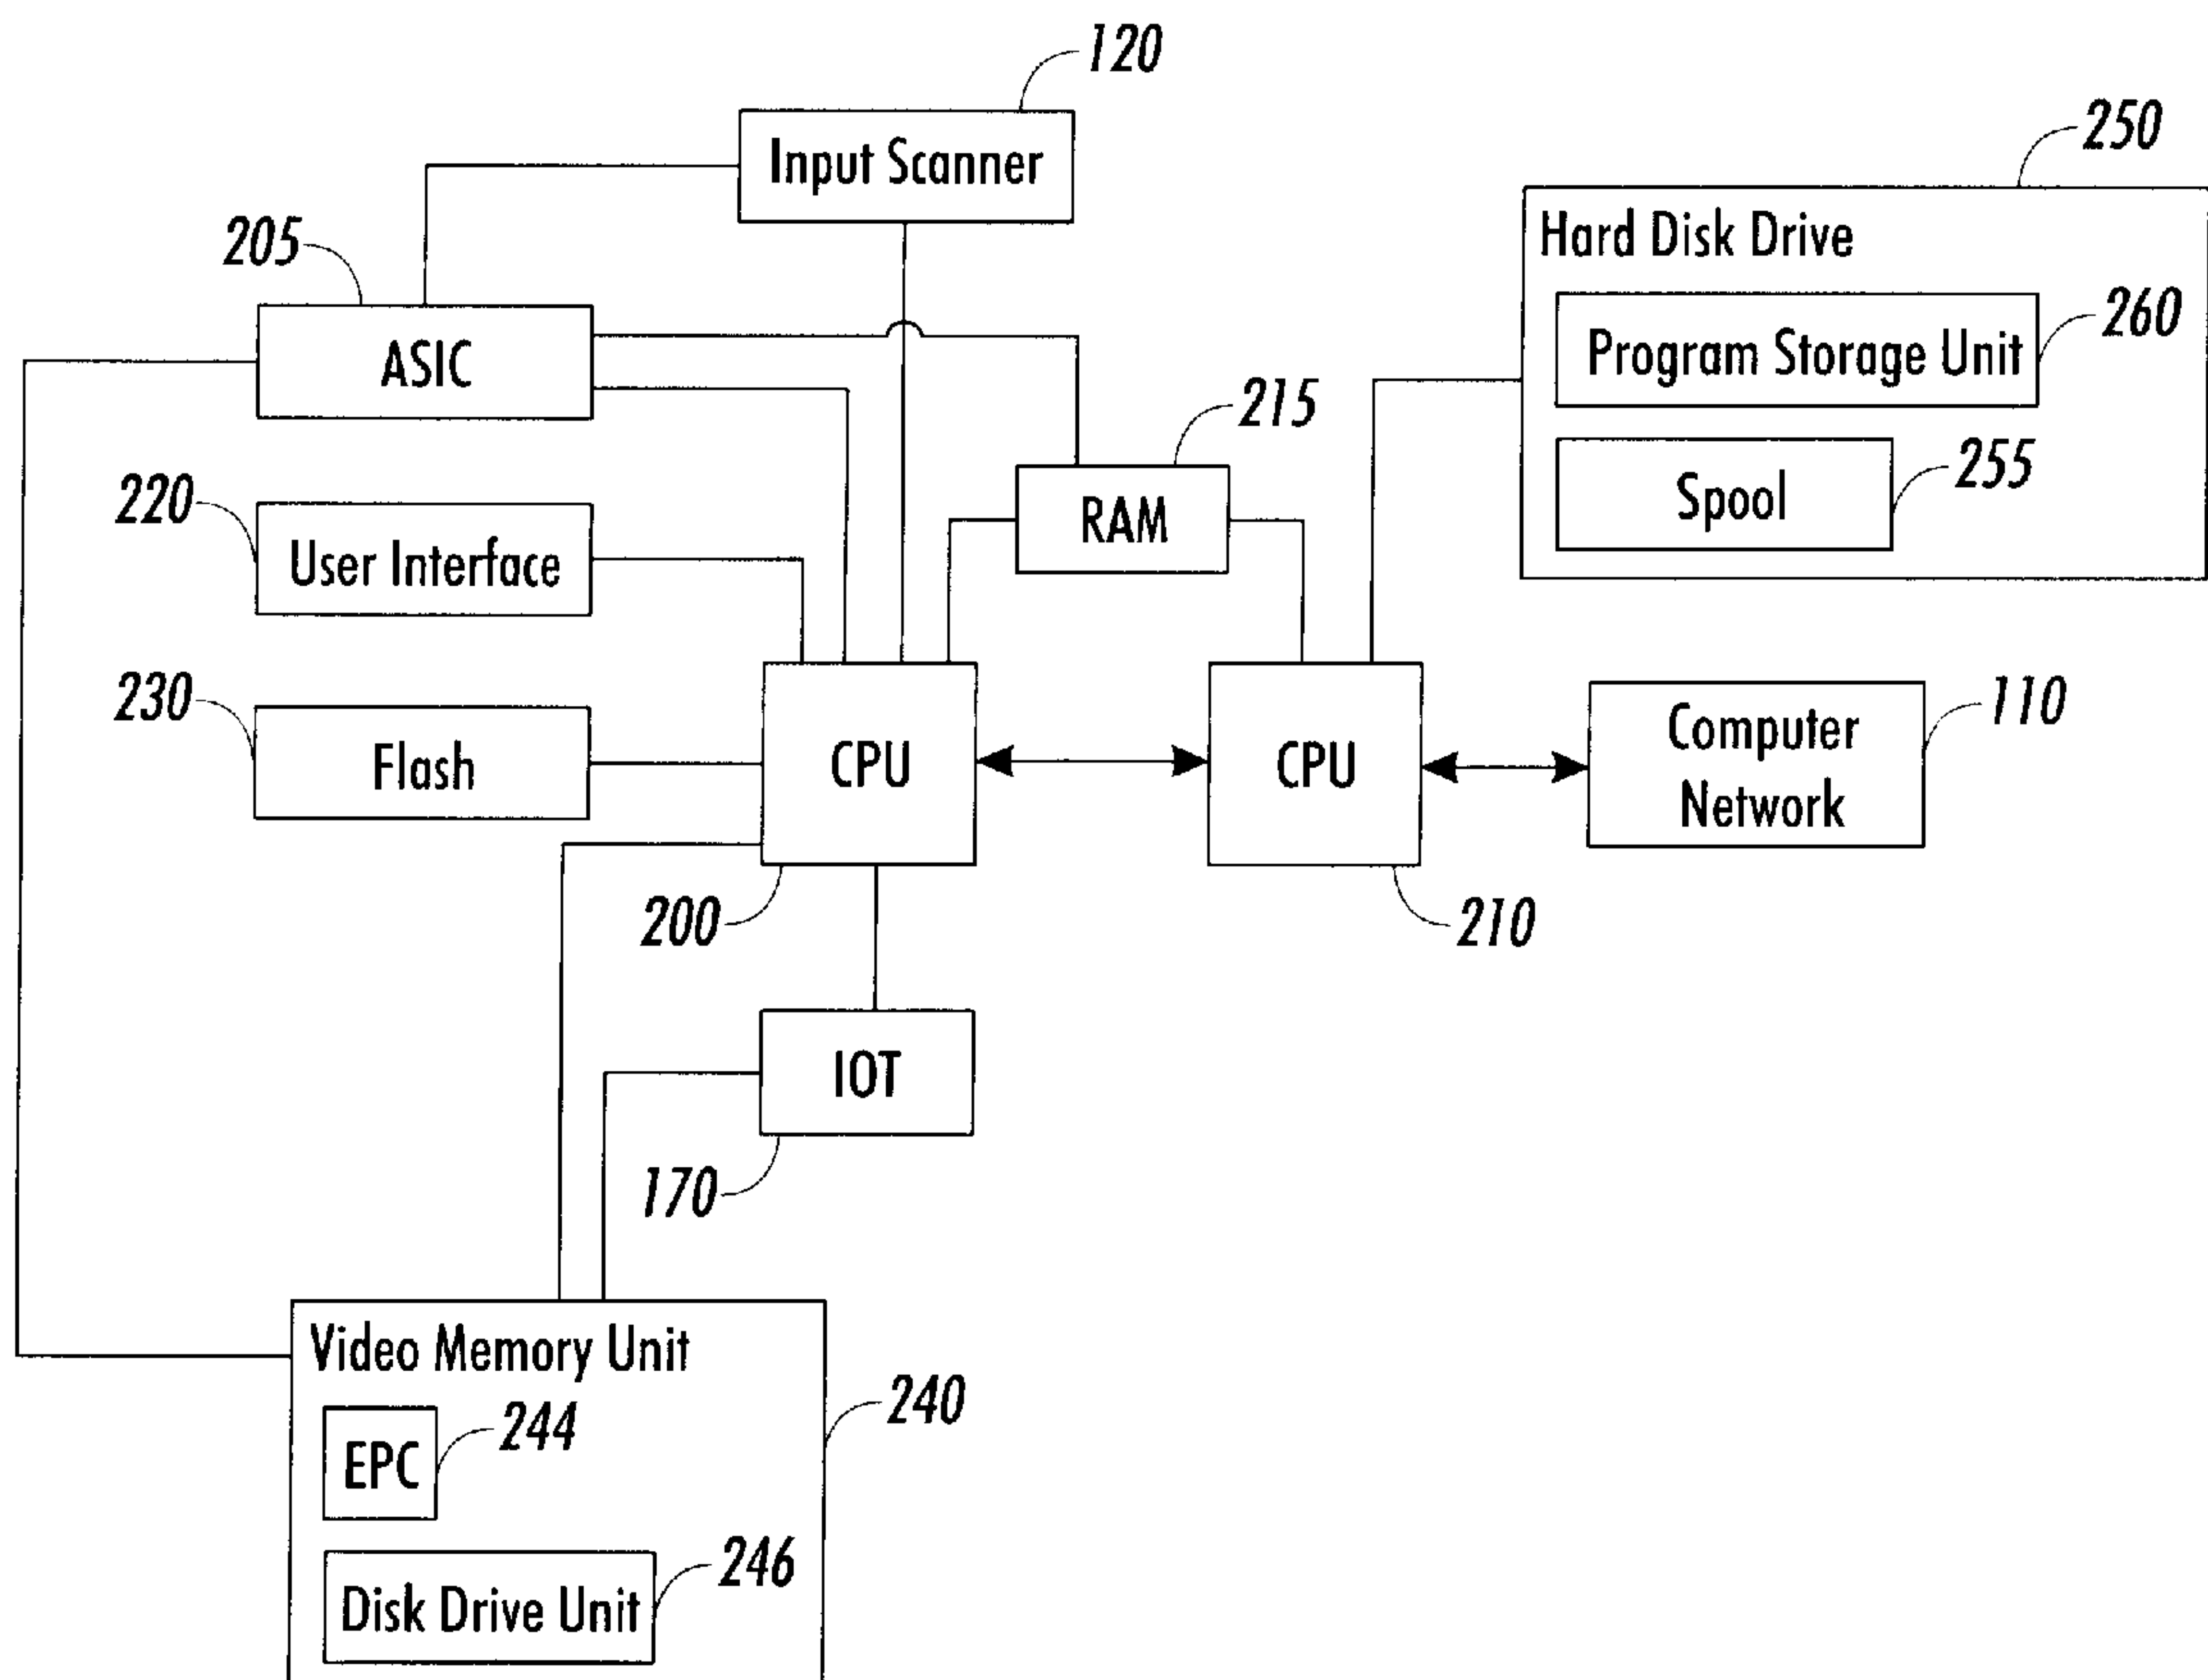 120
Input Scanner
250
Hard Disk Drive
205
260
Program Storage Unit
ASIC
215
255
Spool
220
RAM
User Interface
230
110
Computer
Network
Flash
CPU
CPU
200
210
IOT
170
Video Memory Unit
240
244
EPC
246
Disk Drive Unit